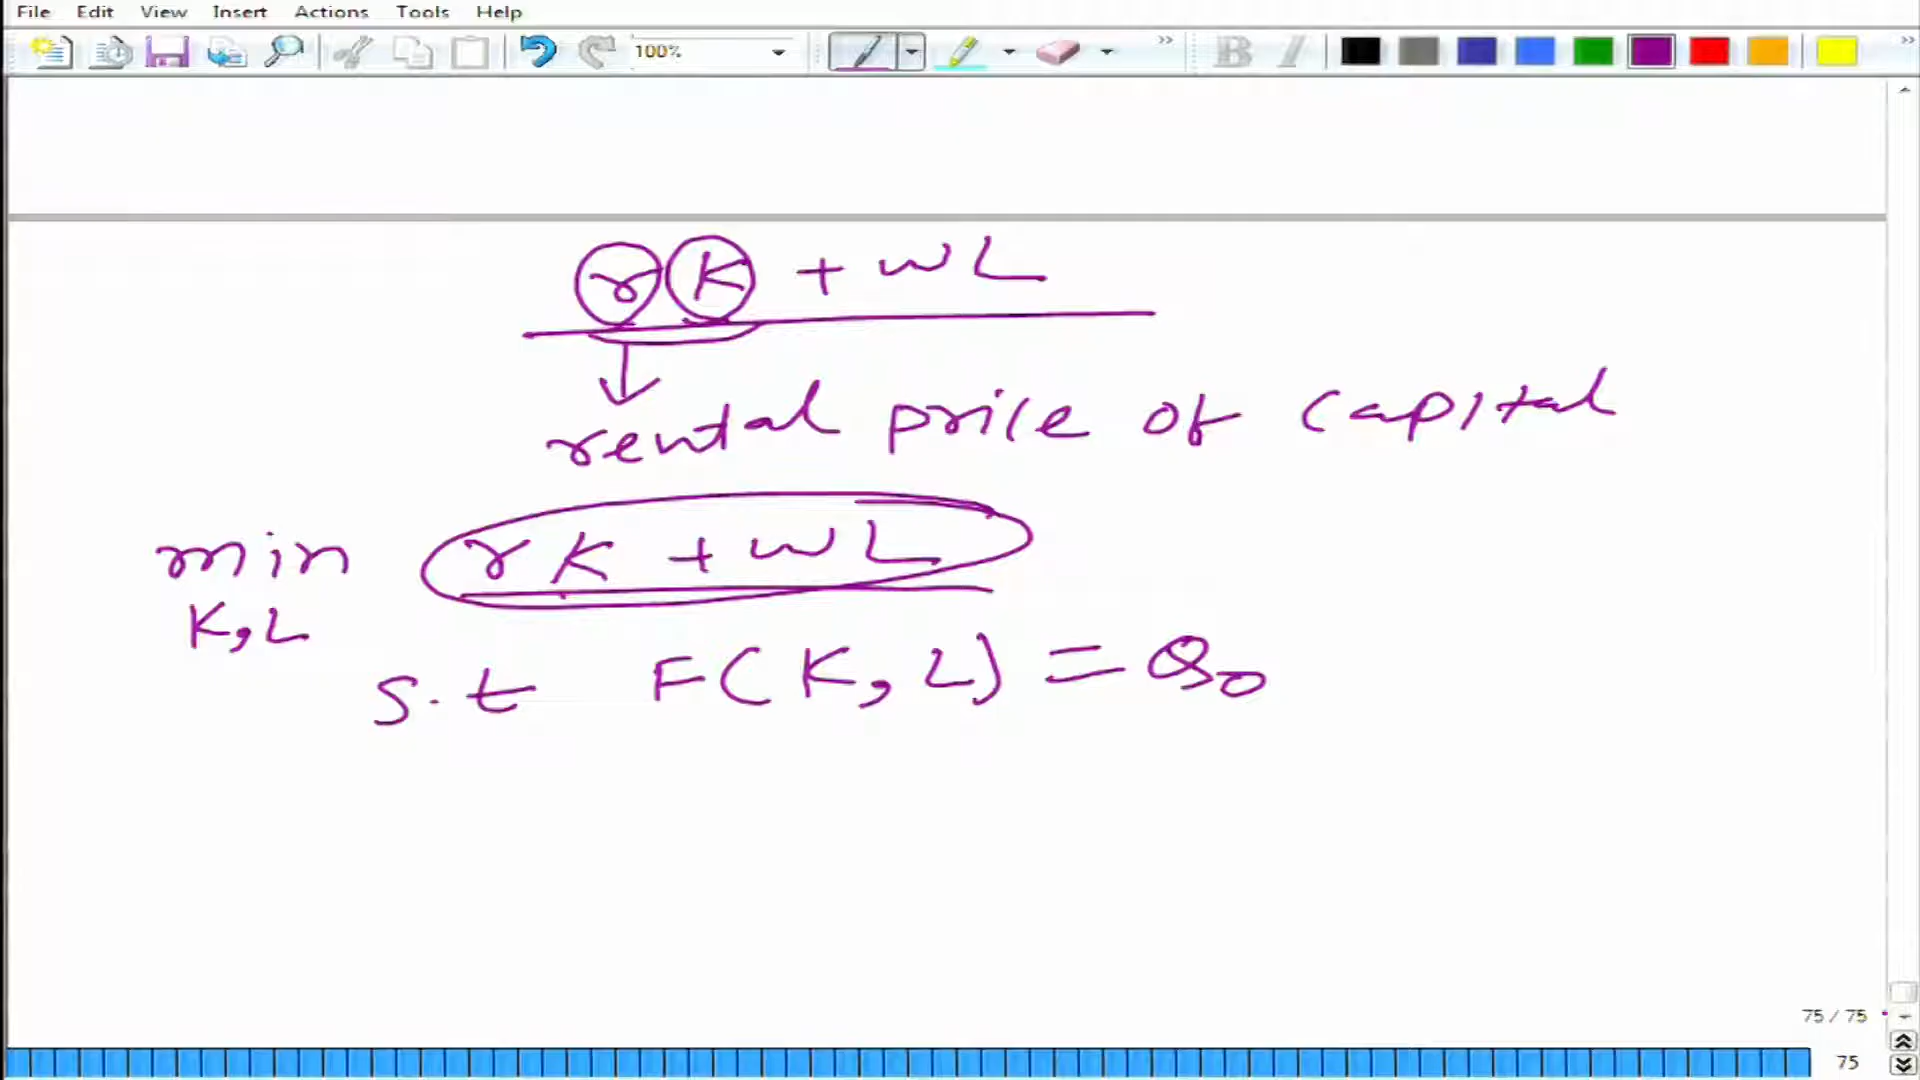 File Edit View Insert Actions Tools Help
100%
B I
rK + wL
rental price of capital
min rK + wL
K,L
s.t F(K, L) = Q0
75 / 75
75